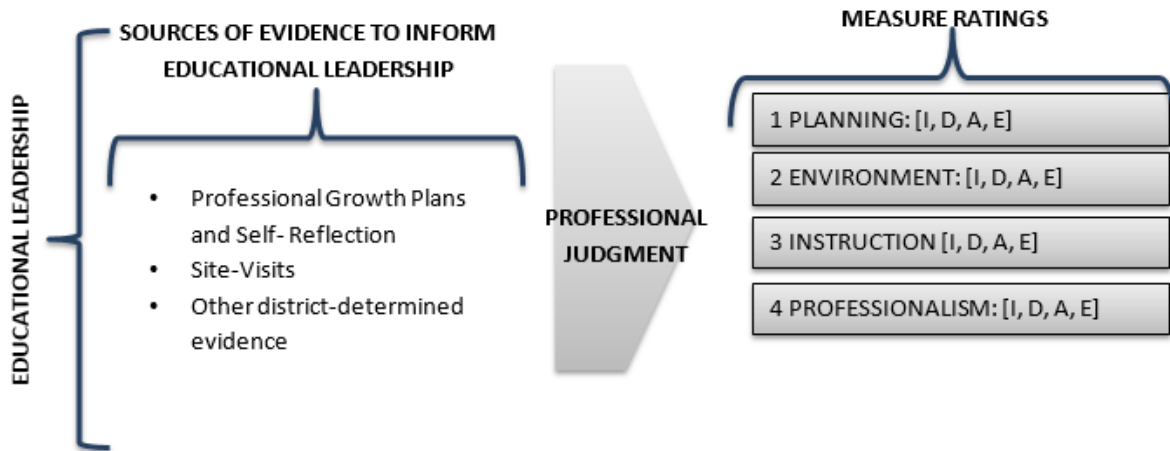 EDUCATIONAL LEADERSHIP
SOURCES OF EVIDENCE TO INFORM
EDUCATIONAL LEADERSHIP
• Professional Growth Plans
and Self- Reflection
• Site-Visits
• Other district-determined
evidence
PROFESSIONAL
JUDGMENT
MEASURE RATINGS
1 PLANNING: [I, D, A, E]
2 ENVIRONMENT: [I, D, A, E]
3 INSTRUCTION [I, D, A, E]
4 PROFESSIONALISM: [I, D, A, E]